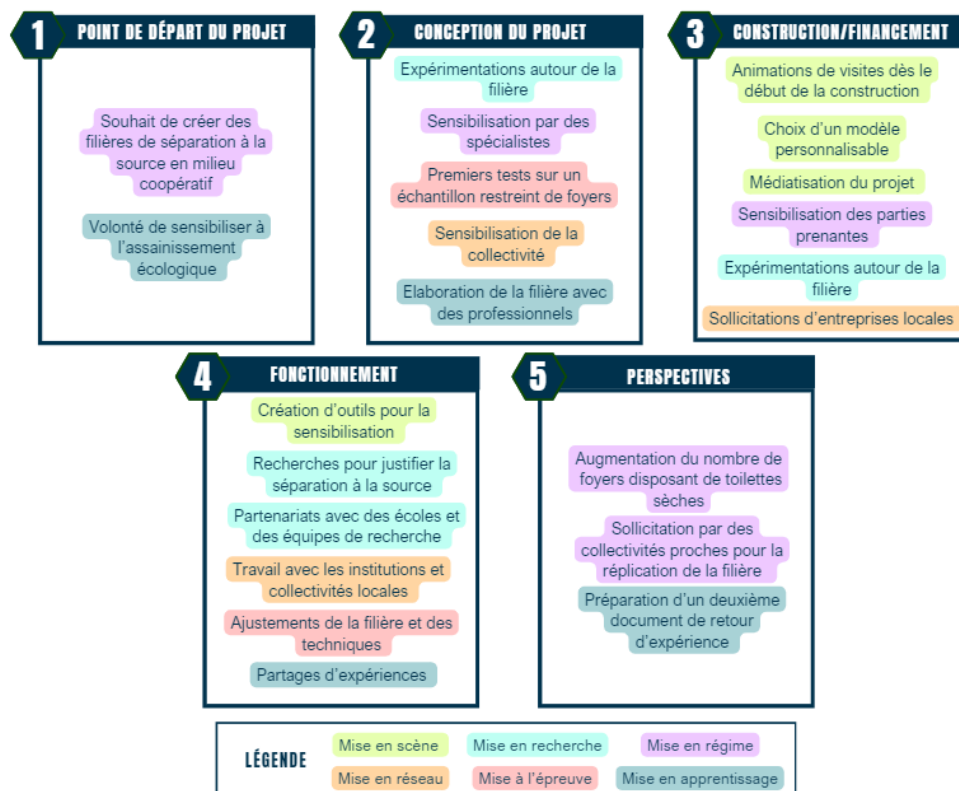 1 POINT DE DÉPART DU PROJET
Souhait de créer des
filières de séparation à la
source en milieu
coopératif
Volonté de sensibiliser à
l'assainissement
écologique
2 CONCEPTION DU PROJET
Expérimentations autour de la
filière
Sensibilisation par des
spécialistes
Premiers tests sur un
échantillon restreint de foyers
Sensibilisation de la
collectivité
Elaboration de la filière avec
des professionnels
3 CONSTRUCTION/FINANCEMENT
Animations de visites dès le
début de la construction
Choix d'un modèle
personnalisable
Médiatisation du projet
Sensibilisation des parties
prenantes
Expérimentations autour de la
filière
Sollicitations d'entreprises locales
4 FONCTIONNEMENT
Création d'outils pour la
sensibilisation
Recherches pour justifier la
séparation à la source
Partenariats avec des écoles et
des équipes de recherche
Travail avec les institutions et
collectivités locales
Ajustements de la filière et des
techniques
Partages d'expériences
5 PERSPECTIVES
Augmentation du nombre de
foyers disposant de toilettes
sèches
Sollicitation par des
collectivités proches pour la
réplication de la filière
Préparation d'un deuxième
document de retour
d'expérience
LÉGENDE
Mise en scène
Mise en recherche
Mise en régime
Mise en réseau
Mise à l'épreuve
Mise en apprentissage